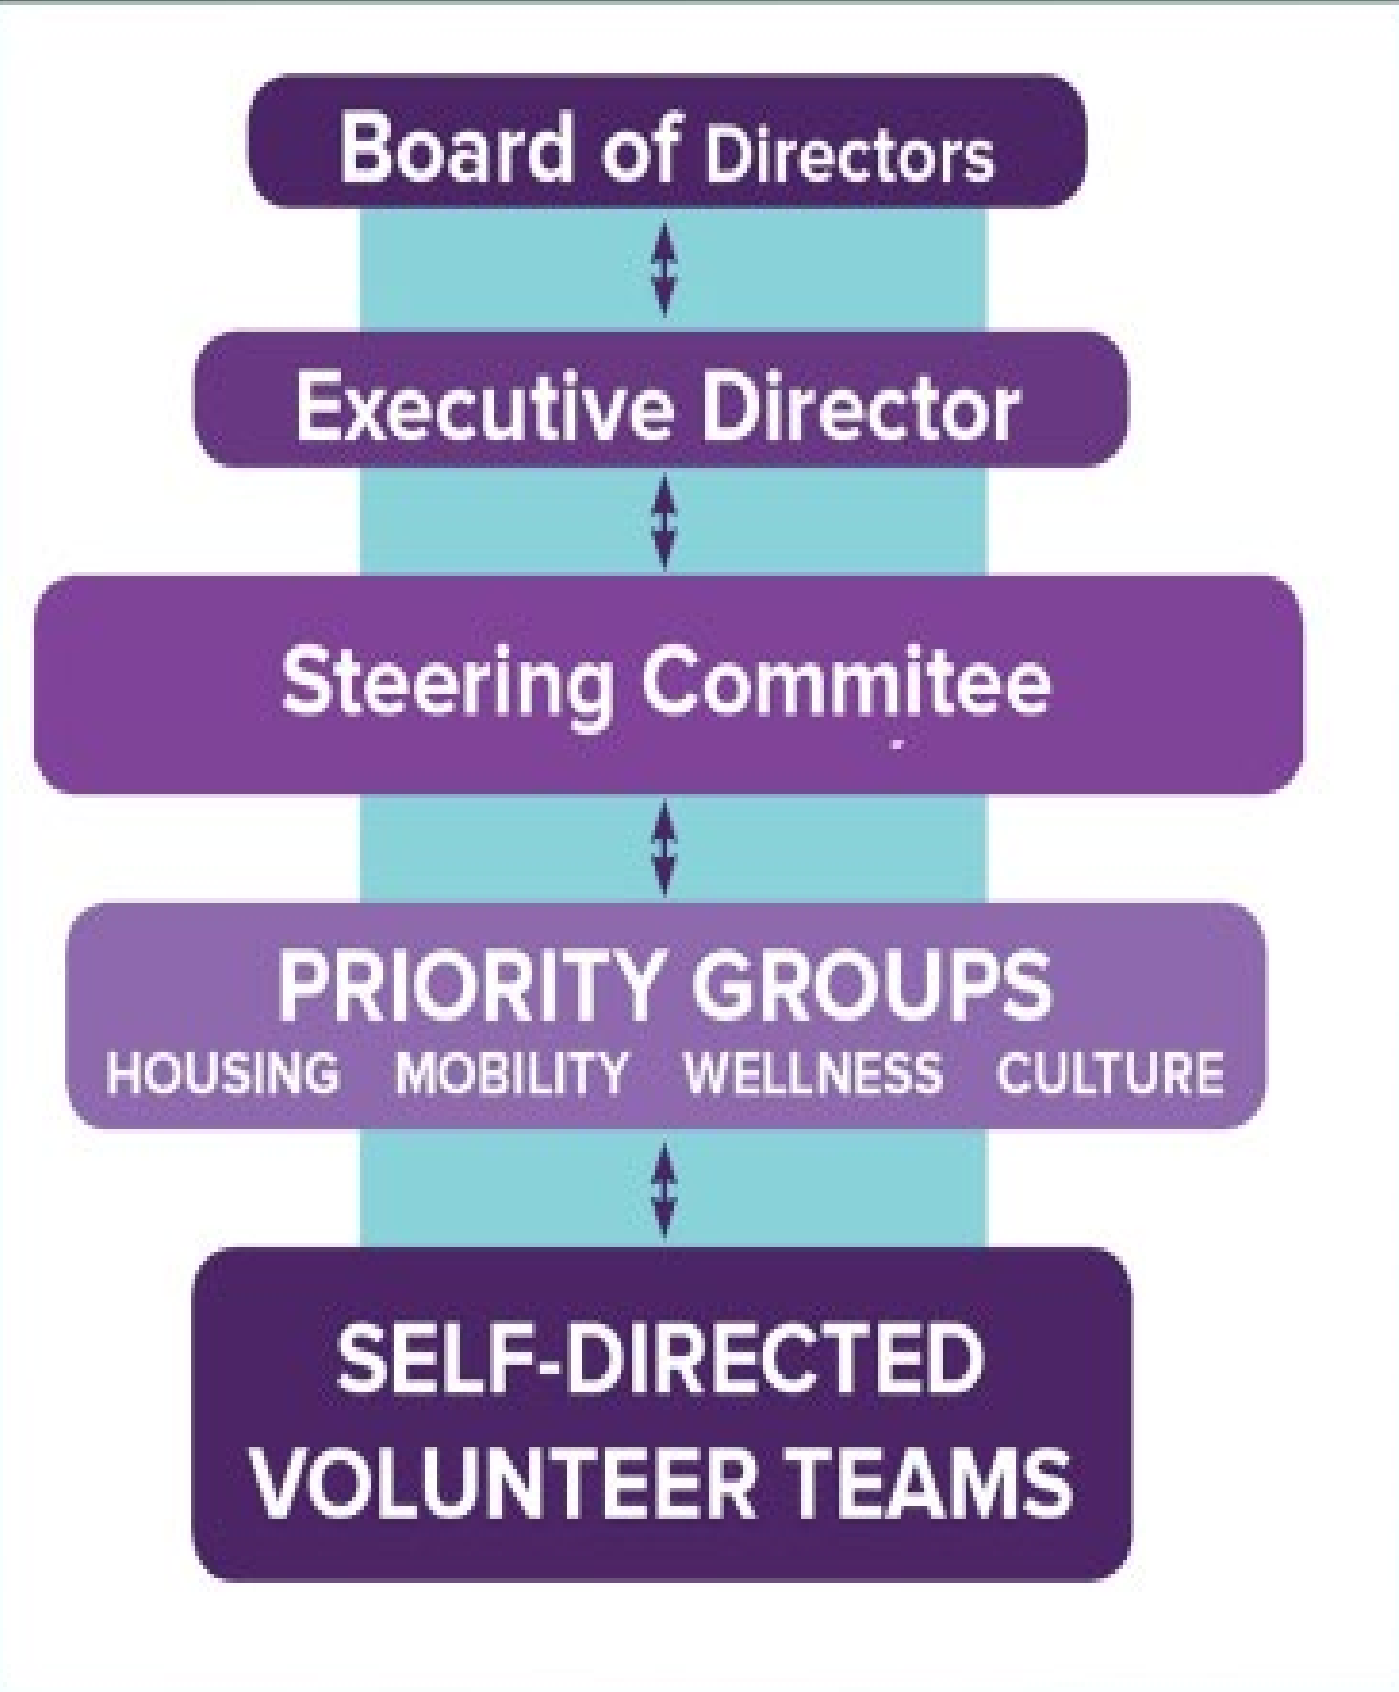 Board of Directors
Executive Director
Steering Commitee
PRIORITY GROUPS
HOUSING MOBILITY WELLNESS CULTURE
SELF-DIRECTED
VOLUNTEER TEAMS